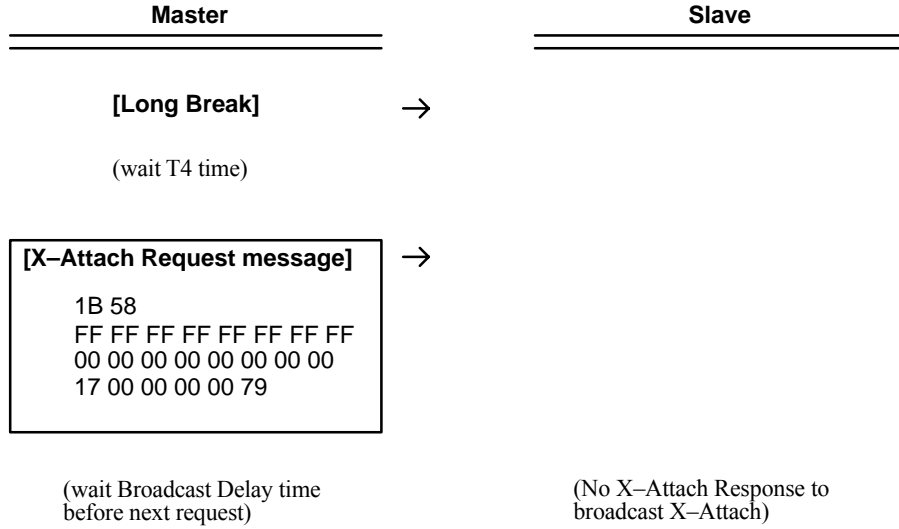 Master Slave
[Long Break] →
(wait T4 time)
[X–Attach Request message] →
1B 58
FF FF FF FF FF FF FF FF
00 00 00 00 00 00 00 00
17 00 00 00 00 79
(wait Broadcast Delay time
before next request)
(No X–Attach Response to
broadcast X–Attach)